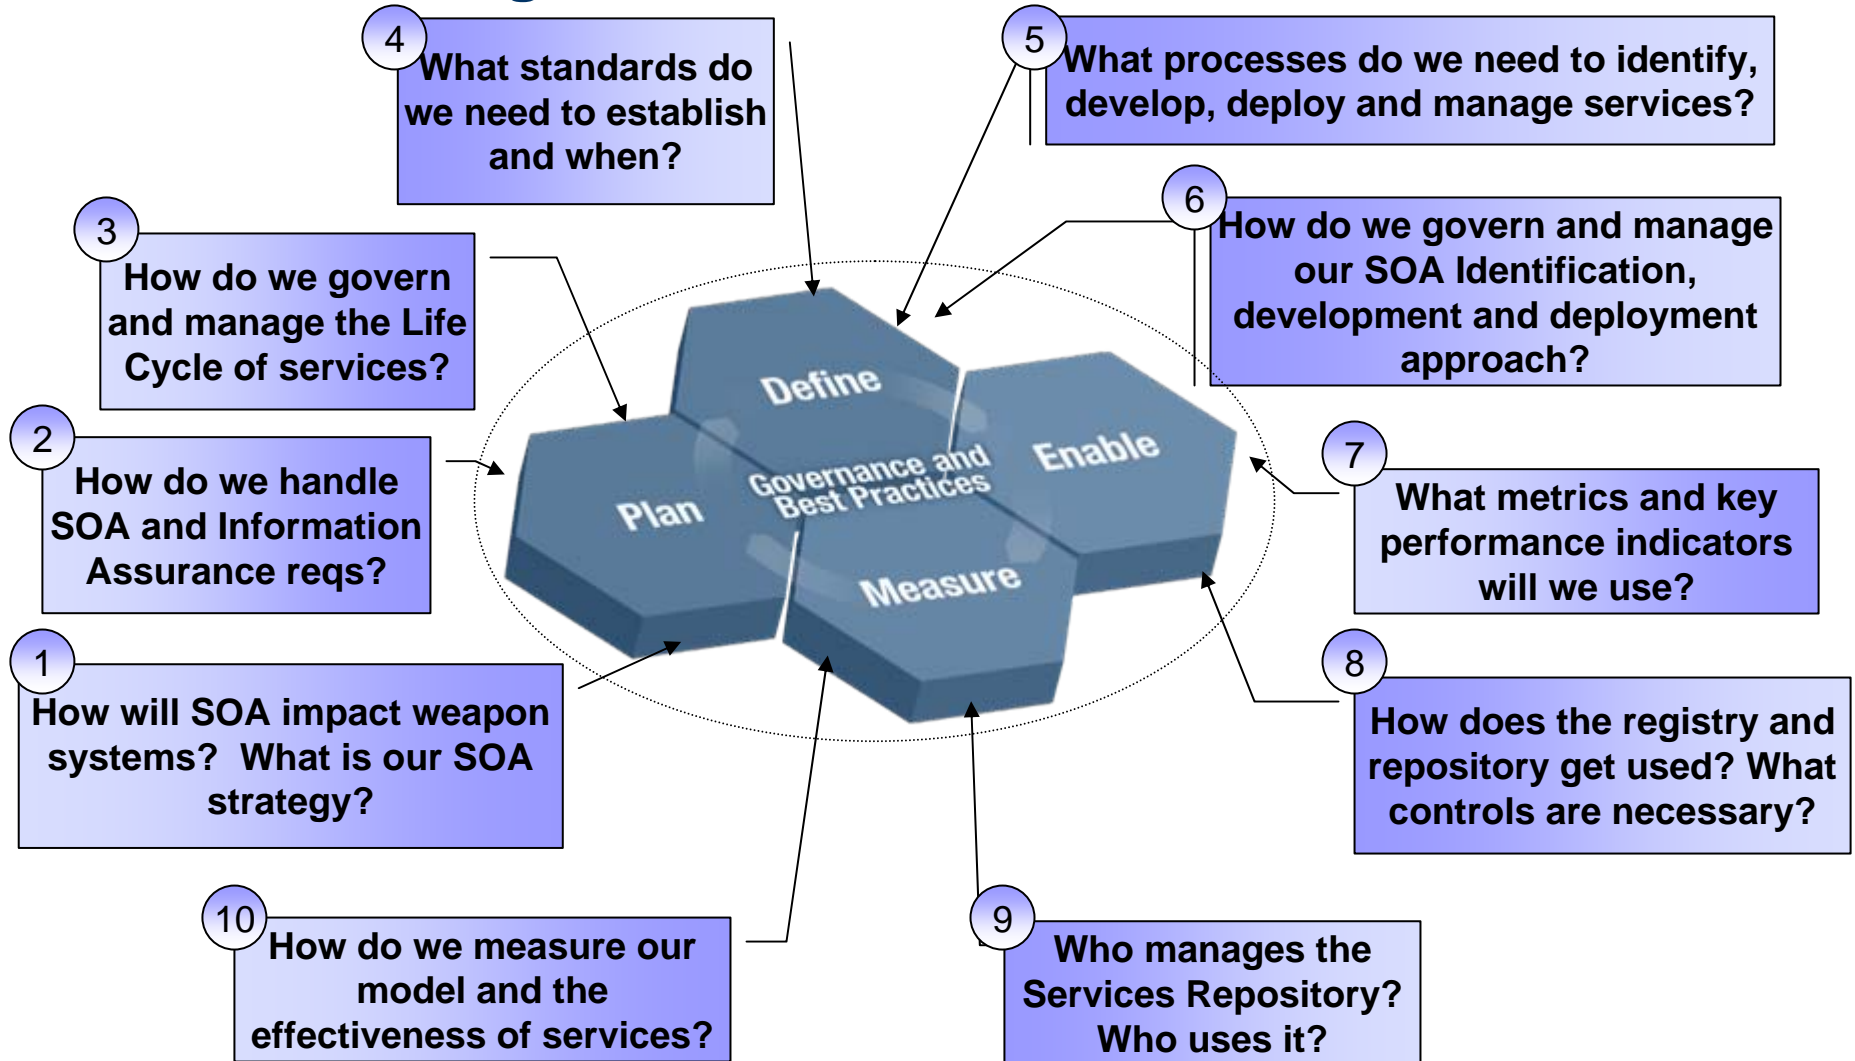 4
What standards do
we need to establish
and when?
5
What processes do we need to identify,
develop, deploy and manage services?
3
How do we govern
and manage the Life
Cycle of services?
6
How do we govern and manage
our SOA Identification,
development and deployment
approach?
2
How do we handle
SOA and Information
Assurance reqs?
Define
Enable
Plan
Governance and
Best Practices
Measure
7
What metrics and key
performance indicators
will we use?
1
How will SOA impact weapon
systems? What is our SOA
strategy?
8
How does the registry and
repository get used? What
controls are necessary?
10
How do we measure our
model and the
effectiveness of services?
9
Who manages the
Services Repository?
Who uses it?